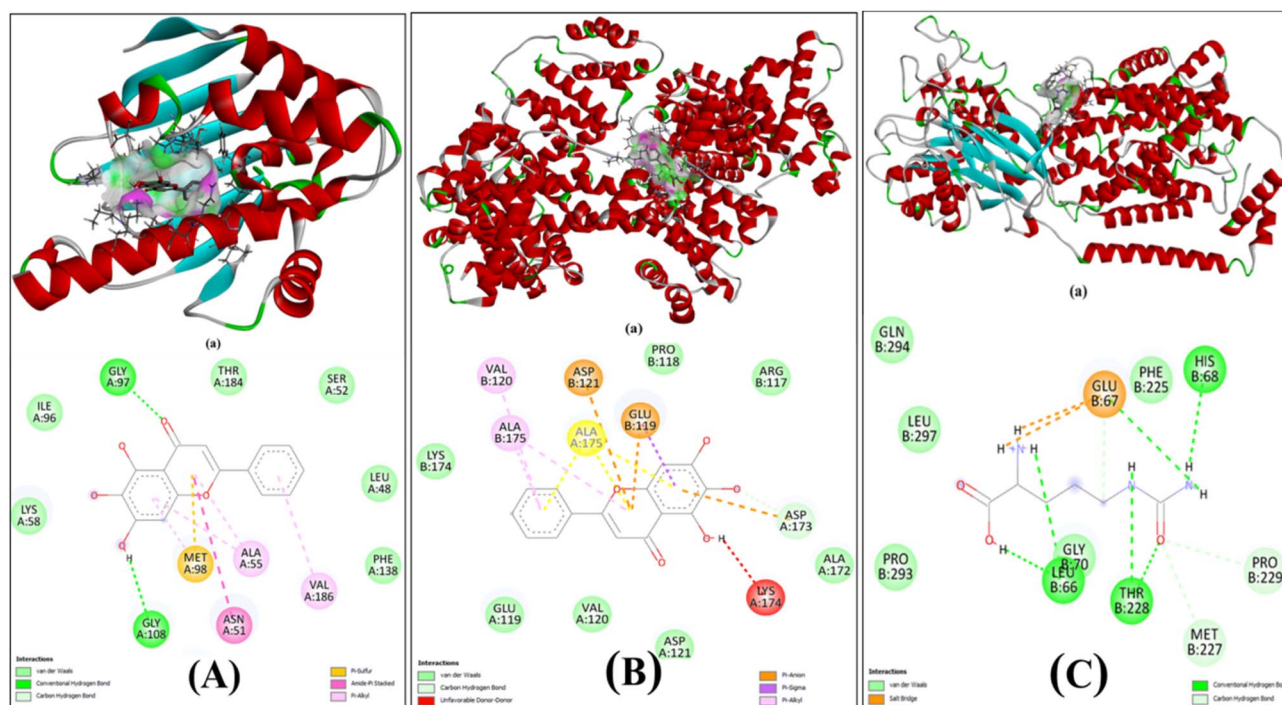 (a)
GLY
A:97
THR
A:184
SER
A:52
ILE
A:96
LEU
A:48
LYS
A:58
PHE
A:138
MET
A:98
ALA
A:55
VAL
A:186
GLY
A:108
ASN
A:51
O
O
O
O
O
H
Interactions
van der Waals
Conventional Hydrogen Bond
Carbon Hydrogen Bond
Pi-Sulfur
Amide-Pi Stacked
Pi-Alkyl
(A)
(a)
PRO
B:118
VAL
B:120
ASP
B:121
ARG
B:117
GLU
B:119
ALA
B:175
ALA
A:175
LYS
B:174
ASP
A:173
ALA
A:172
LYS
A:174
GLU
A:119
VAL
A:120
ASP
A:121
O
O
O
O
O
H
Interactions
van der Waals
Carbon Hydrogen Bond
Unfavorable Donor-Donor
Pi-Anion
Pi-Sigma
Pi-Alkyl
(B)
(a)
GLN
B:294
GLU
B:67
PHE
B:225
HIS
B:68
LEU
B:297
H
N
H
H
H
N
H
N
H
O
O
H
O
PRO
B:293
GLY
B:70
LEU
B:66
THR
B:228
PRO
B:229
MET
B:227
Interactions
van der Waals
Salt Bridge
Conventional Hydrogen Bo
Carbon Hydrogen Bond
(C)